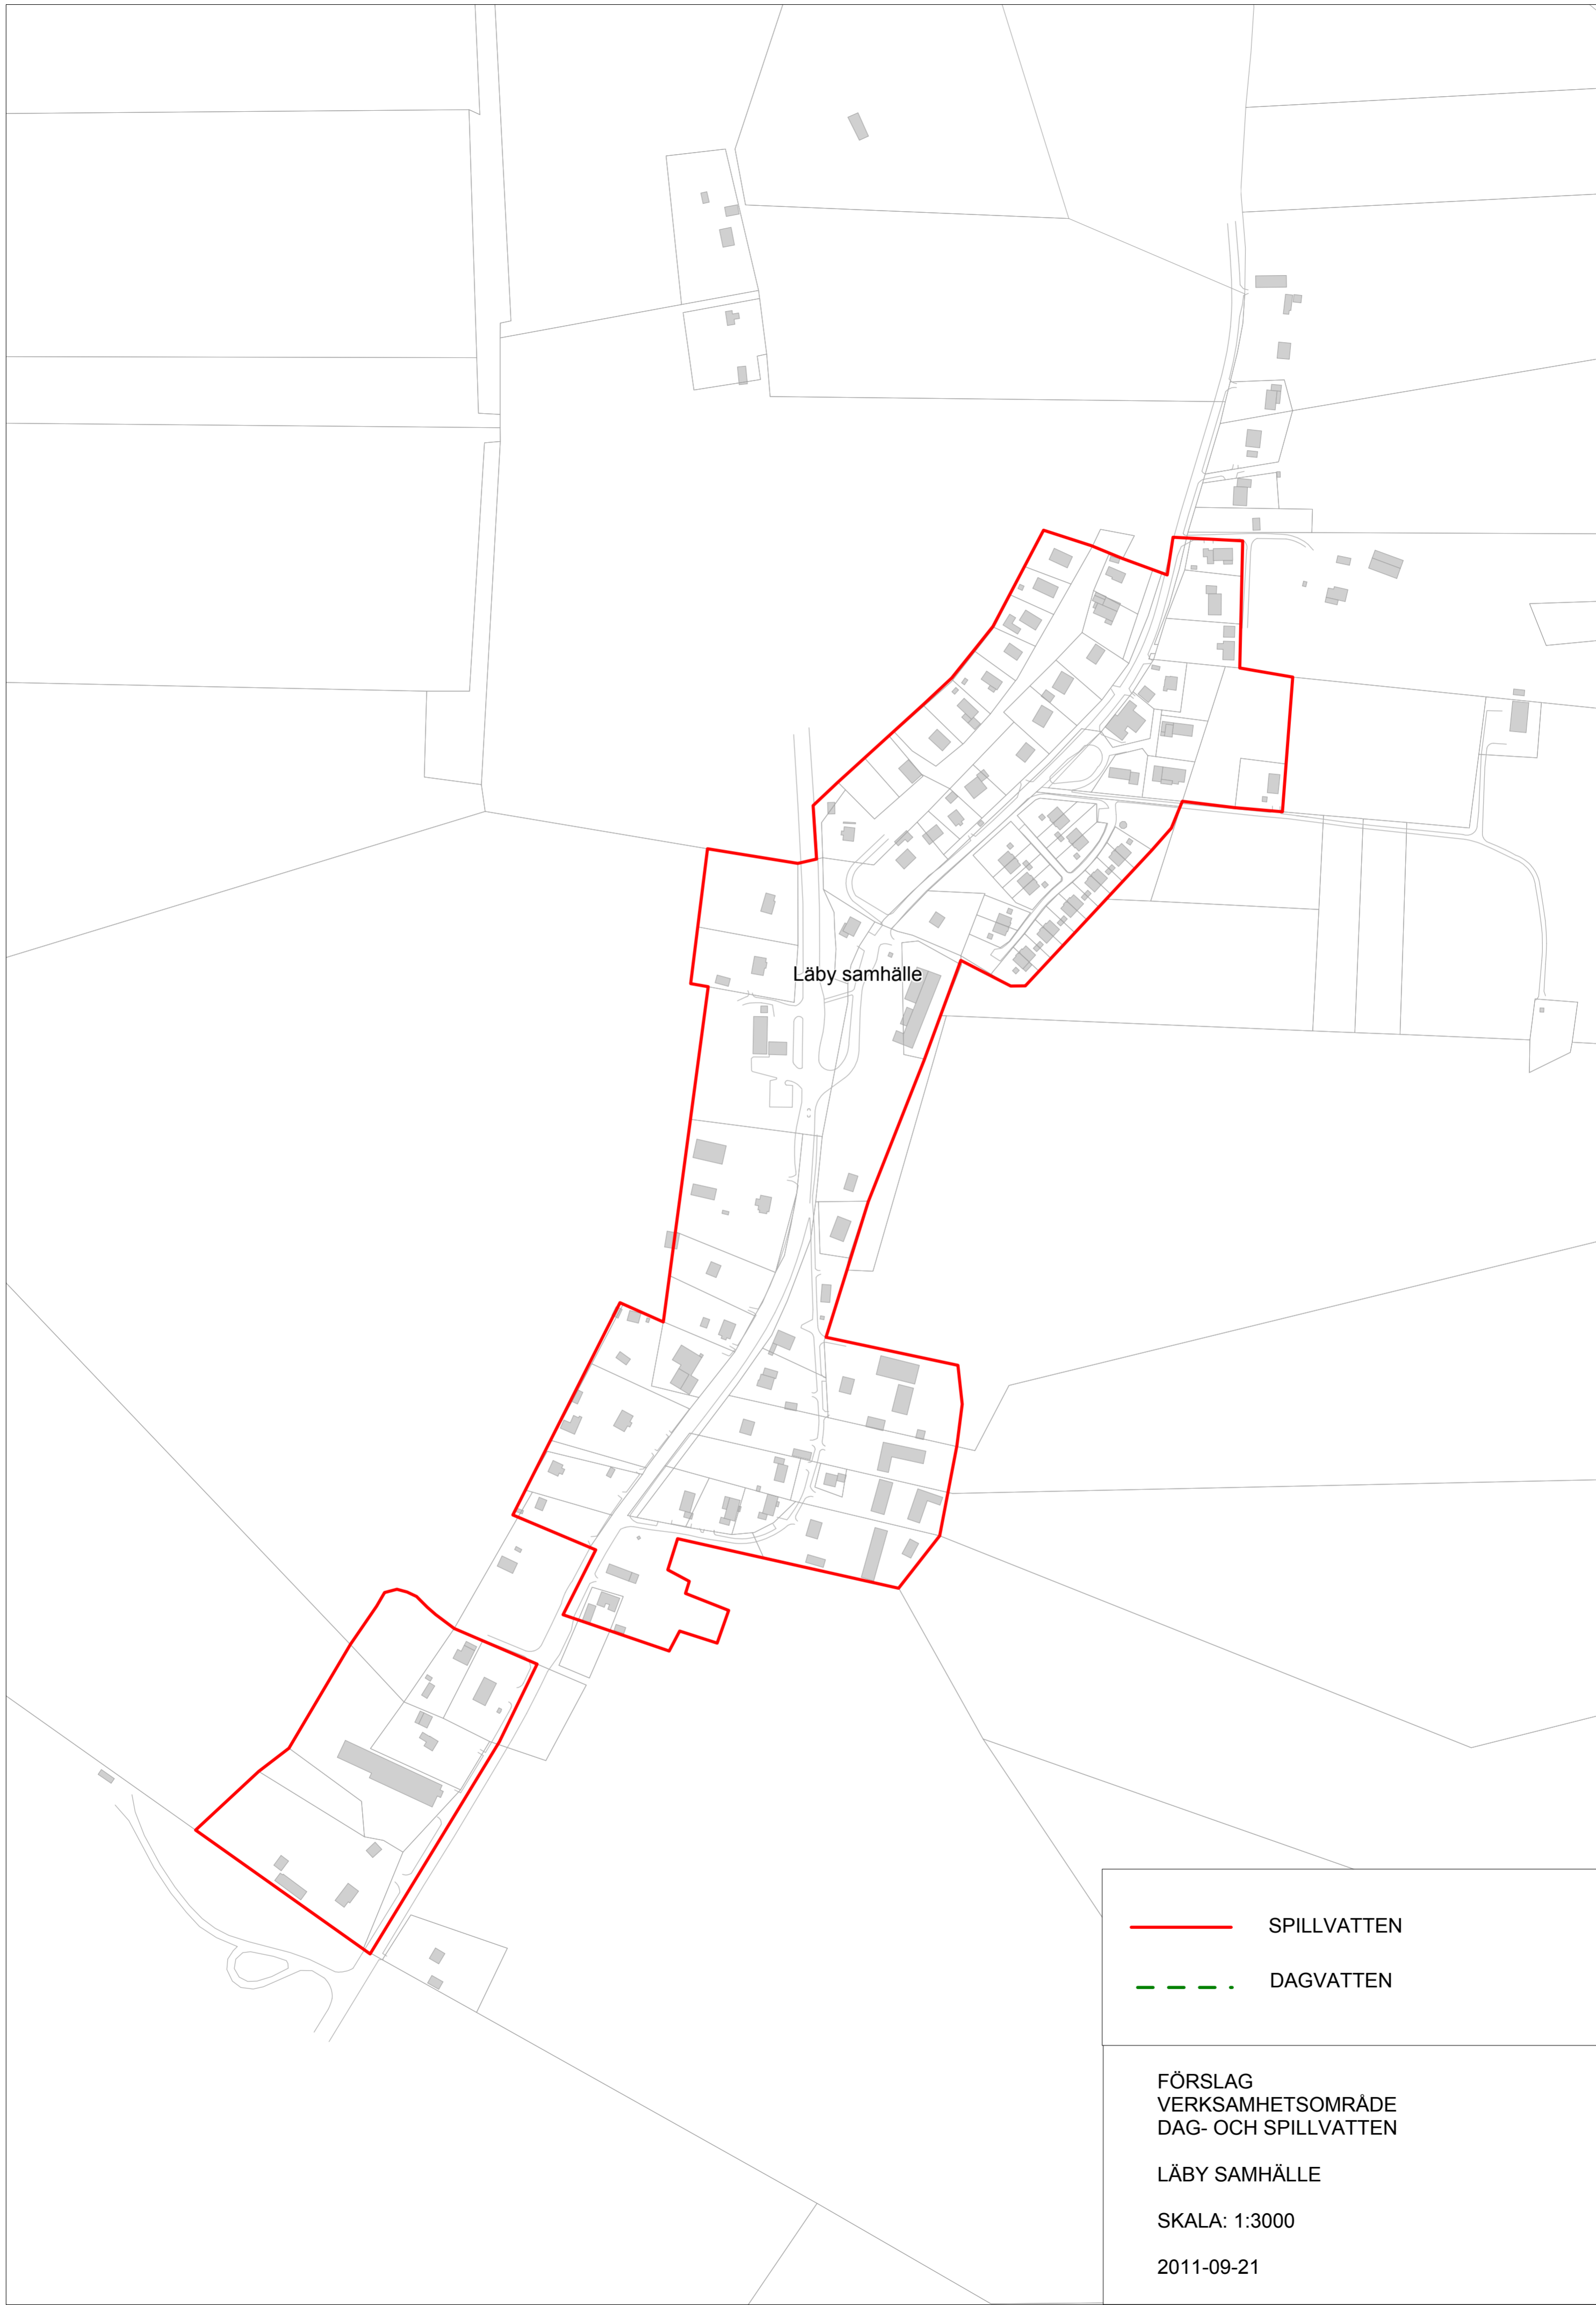 Läby samhälle
SPILLVATTEN
DAGVATTEN
FÖRSLAG
VERKSAMHETSOMRÅDE
DAG- OCH SPILLVATTEN
LÄBY SAMHÄLLE
SKALA: 1:3000
2011-09-21